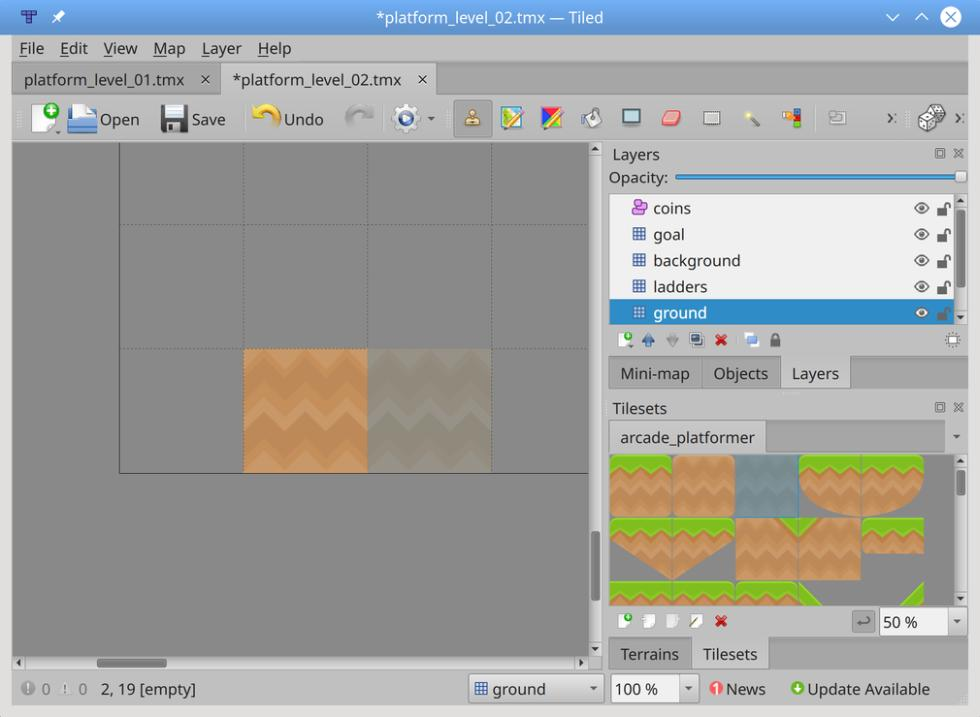 *platform_level_02.tmx — Tiled
File Edit View Map Layer Help
platform_level_01.tmx *platform_level_02.tmx
Open Save Undo
Layers
Opacity:
coins
goal
background
ladders
ground
Mini-map Objects Layers
Tilesets
arcade_platformer
50 %
Terrains Tilesets
0 0 2, 19 [empty] ground 100 % 1 News Update Available